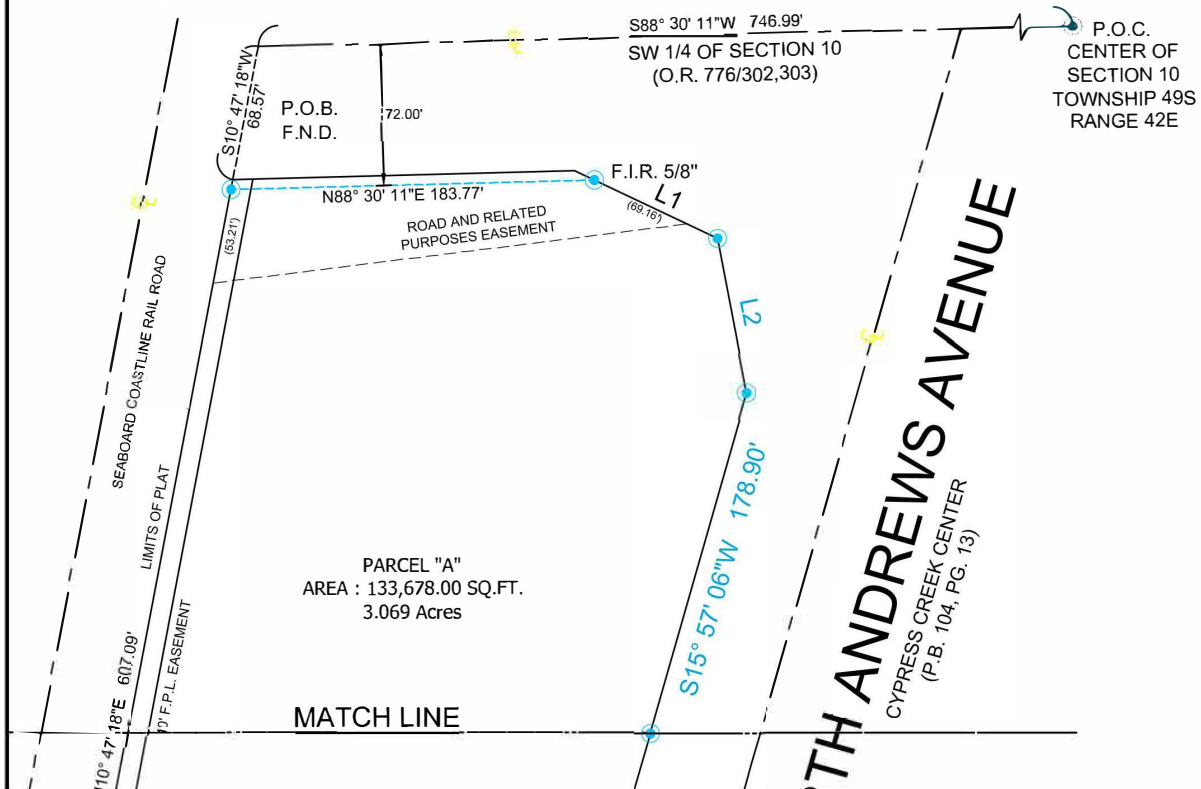 S88° 30' 11"W 746.99'
SW 1/4 OF SECTION 10
(O.R. 776/302,303)
P.O.C.
CENTER OF
SECTION 10
TOWNSHIP 49S
RANGE 42E
S10° 47' 18"W
68.57'
P.O.B.
F.N.D.
72.00'
F.I.R. 5/8"
N88° 30' 11"E 183.77'
L1
(69.16')
ROAD AND RELATED
PURPOSES EASEMENT
(53.21')
L2
SEABOARD COASTLINE RAIL ROAD
LIMITS OF PLAT
S15° 57' 06"W 178.90'
TH ANDREWS AVENUE
CYPRESS CREEK CENTER
(P.B. 104, PG. 13)
PARCEL "A"
AREA : 133,678.00 SQ.FT.
3.069 Acres
10° 47' 18"E 607.09'
0' F.P.L. EASEMENT
MATCH LINE